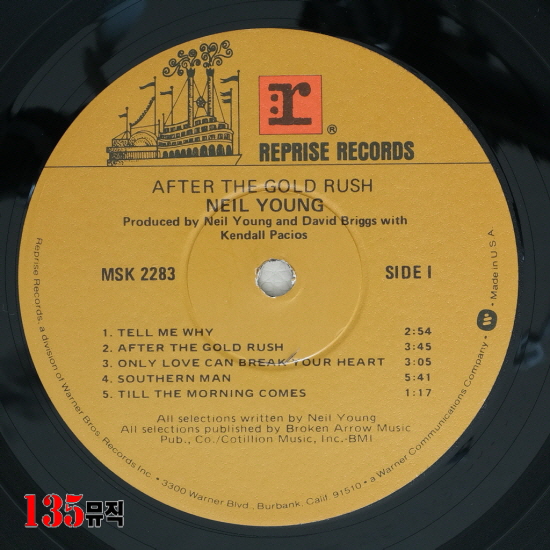 r
®
REPRISE RECORDS
AFTER THE GOLD RUSH
NEIL YOUNG
Produced by Neil Young and David Briggs with
Kendall Pacios
MSK 2283 SIDE I
1. TELL ME WHY 2:54
2. AFTER THE GOLD RUSH 3:45
3. ONLY LOVE CAN BREAK YOUR HEART 3:05
4. SOUTHERN MAN 5:41
5. TILL THE MORNING COMES 1:17
All selections written by Neil Young
All selections published by Broken Arrow Music
Pub., Co./Cotillion Music, Inc.-BMI
Reprise Records, a division of Warner Bros. Records Inc. • 3300 Warner Blvd., Burbank, Calif. 91510 • a Warner Communications Company • Made in U.S.A.
135뮤직